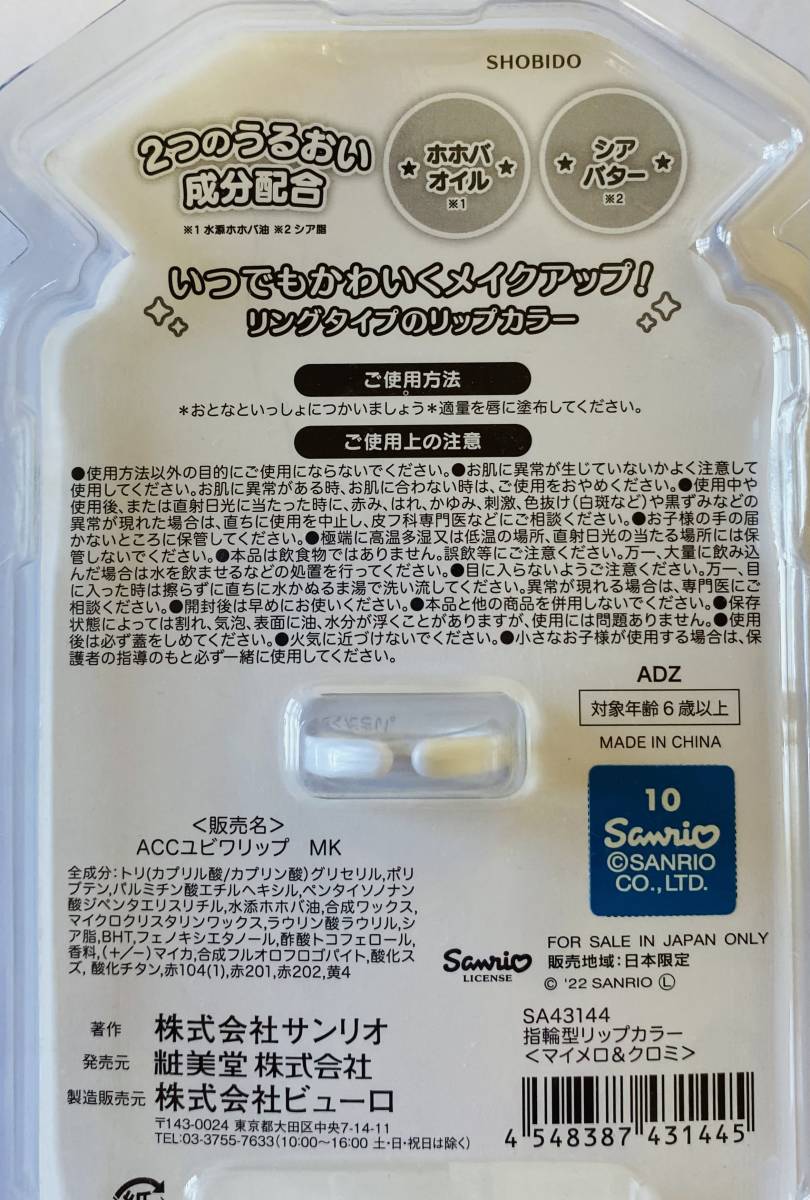 SHOBIDO
2つのうるおい
成分配合
ホホバ
オイル
※1
シア
バター
※2
※1 水添ホホバ油 ※2 シア脂
いつでもかわいくメイクアップ!
リングタイプのリップカラー
ご使用方法
*おとなといっしょにつかいましょう*適量を唇に塗布してください。
ご使用上の注意
●使用方法以外の目的にご使用にならないでください。●お肌に異常が生じていないかよく注意して
使用してください。お肌に異常がある時、お肌に合わない時は、ご使用をおやめください。●使用中や
使用後、または直射日光に当たった時に、赤み、はれ、かゆみ、刺激、色抜け(白斑など)や黒ずみなどの
異常が現れた場合は、直ちに使用を中止し、皮フ科専門医などにご相談ください。●お子様の手の届
かないところに保管してください。●極端に高温多湿又は低温の場所、直射日光の当たる場所には保
管しないでください。●本品は飲食物ではありません。誤飲等にご注意ください。万一、大量に飲み込
んだ場合は水を飲ませるなどの処置を行ってください。●目に入らないようご注意ください。万一、目
に入った時は擦らずに直ちに水かぬるま湯で洗い流してください。異常が現れる場合は、専門医にご
相談ください。●開封後は早めにお使いください。●本品と他の商品を併用しないでください。●保存
状態によっては割れ、気泡、表面に油、水分が浮くことがありますが、使用には問題ありません。●使用
後は必ず蓋をしめてください。●火気に近づけないでください。●小さなお子様が使用する場合は、保
護者の指導のもと必ず一緒に使用してください。
ADZ
対象年齢6歳以上
MADE IN CHINA
10
Sanrio
©SANRIO
CO.,LTD.
<販売名>
ACCユビワリップ MK
全成分:トリ(カプリル酸/カプリン酸)グリセリル,ポリ
ブテン,パルミチン酸エチルヘキシル,ペンタイソノナン
酸ジペンタエリスリチル,水添ホホバ油,合成ワックス,
マイクロクリスタリンワックス,ラウリン酸ラウリル,シ
ア脂,BHT,フェノキシエタノール,酢酸トコフェロール,
香料,(+/-)マイカ,合成フルオロフロゴパイト,酸化ス
ズ, 酸化チタン,赤104(1),赤201,赤202,黄4
Sanrio
LICENSE
FOR SALE IN JAPAN ONLY
販売地域:日本限定
© '22 SANRIO Ⓛ
著作 株式会社サンリオ
発売元 粧美堂 株式会社
製造販売元 株式会社ビューロ
〒143-0024 東京都大田区中央7-14-11
TEL:03-3755-7633(10:00〜16:00 土・日・祝日は除く)
SA43144
指輪型リップカラー
<マイメロ&クロミ>
4 548387 431445